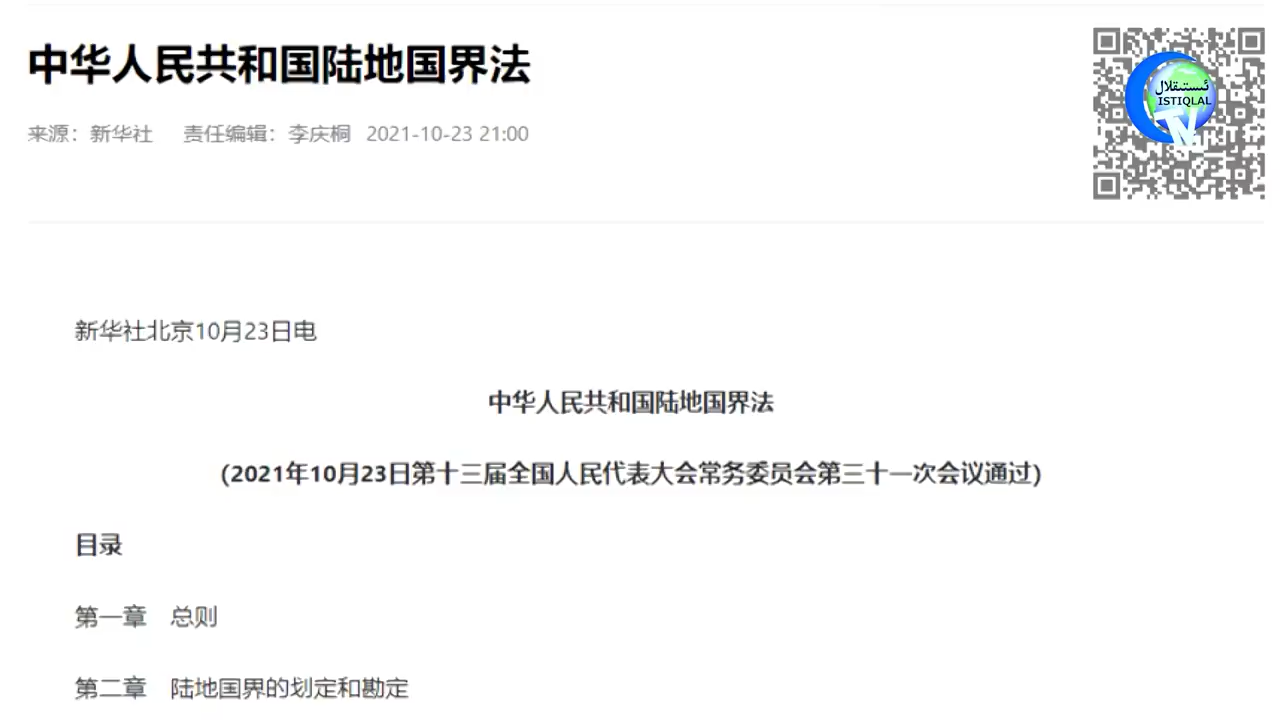 中华人民共和国陆地国界法
来源：新华社 责任编辑：李庆桐 2021-10-23 21:00
ئىستىقلال
ISTIQLAL
TV
新华社北京10月23日电
中华人民共和国陆地国界法
(2021年10月23日第十三届全国人民代表大会常务委员会第三十一次会议通过)
目录
第一章 总则
第二章 陆地国界的划定和勘定